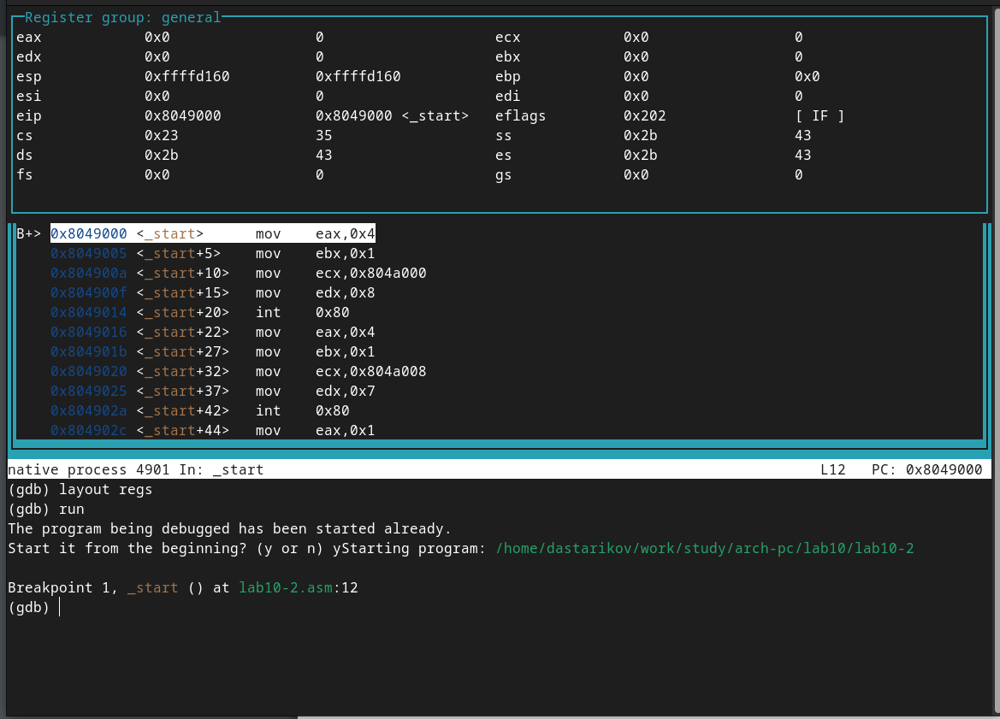 Register group: general
eax 0x0 0 ecx 0x0 0
edx 0x0 0 ebx 0x0 0
esp 0xffffd160 0xffffd160 ebp 0x0 0x0
esi 0x0 0 edi 0x0 0
eip 0x8049000 0x8049000 <_start> eflags 0x202 [ IF ]
cs 0x23 35 ss 0x2b 43
ds 0x2b 43 es 0x2b 43
fs 0x0 0 gs 0x0 0
B+> 0x8049000 <_start> mov eax,0x4
0x8049005 <_start+5> mov ebx,0x1
0x804900a <_start+10> mov ecx,0x804a000
0x804900f <_start+15> mov edx,0x8
0x8049014 <_start+20> int 0x80
0x8049016 <_start+22> mov eax,0x4
0x804901b <_start+27> mov ebx,0x1
0x8049020 <_start+32> mov ecx,0x804a008
0x8049025 <_start+37> mov edx,0x7
0x804902a <_start+42> int 0x80
0x804902c <_start+44> mov eax,0x1
native process 4901 In: _start L12 PC: 0x8049000
(gdb) layout regs
(gdb) run
The program being debugged has been started already.
Start it from the beginning? (y or n) yStarting program: /home/dastarikov/work/study/arch-pc/lab10/lab10-2
Breakpoint 1, _start () at lab10-2.asm:12
(gdb)